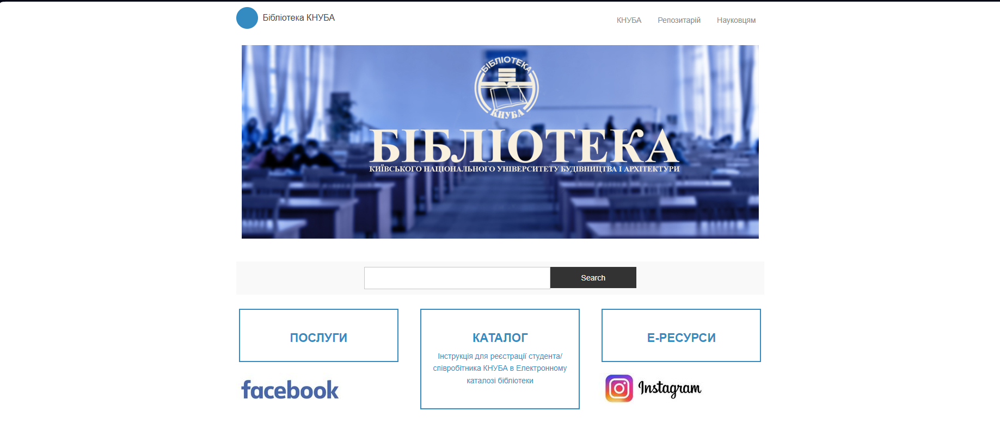 Бібліотека КНУБА
КНУБА Репозитарій Науковцям
БІБЛІОТЕКА
КНУБА
БІБЛІОТЕКА
КИЇВСЬКОГО НАЦІОНАЛЬНОГО УНІВЕРСИТЕТУ БУДІВНИЦТВА І АРХІТЕКТУРИ
Search
ПОСЛУГИ
facebook
КАТАЛОГ
Інструкція для реєстрації студента/
співробітника КНУБА в Електронному
каталозі бібліотеки
Е-РЕСУРСИ
Instagram